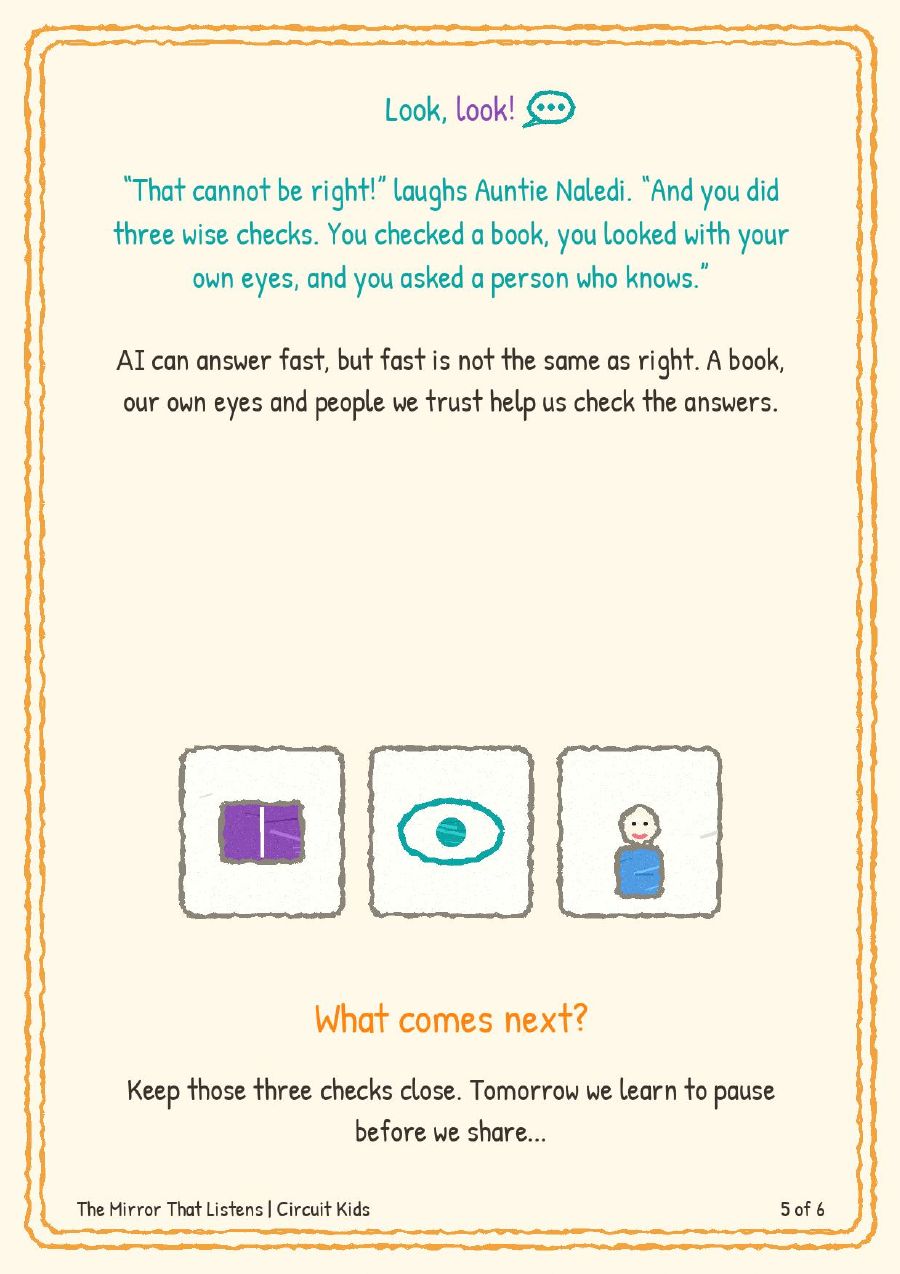 Look, look!
“That cannot be right!” laughs Auntie Naledi. “And you did
three wise checks. You checked a book, you looked with your
own eyes, and you asked a person who knows.”
AI can answer fast, but fast is not the same as right. A book,
our own eyes and people we trust help us check the answers.
What comes next?
Keep those three checks close. Tomorrow we learn to pause
before we share...
The Mirror That Listens | Circuit Kids
5 of 6